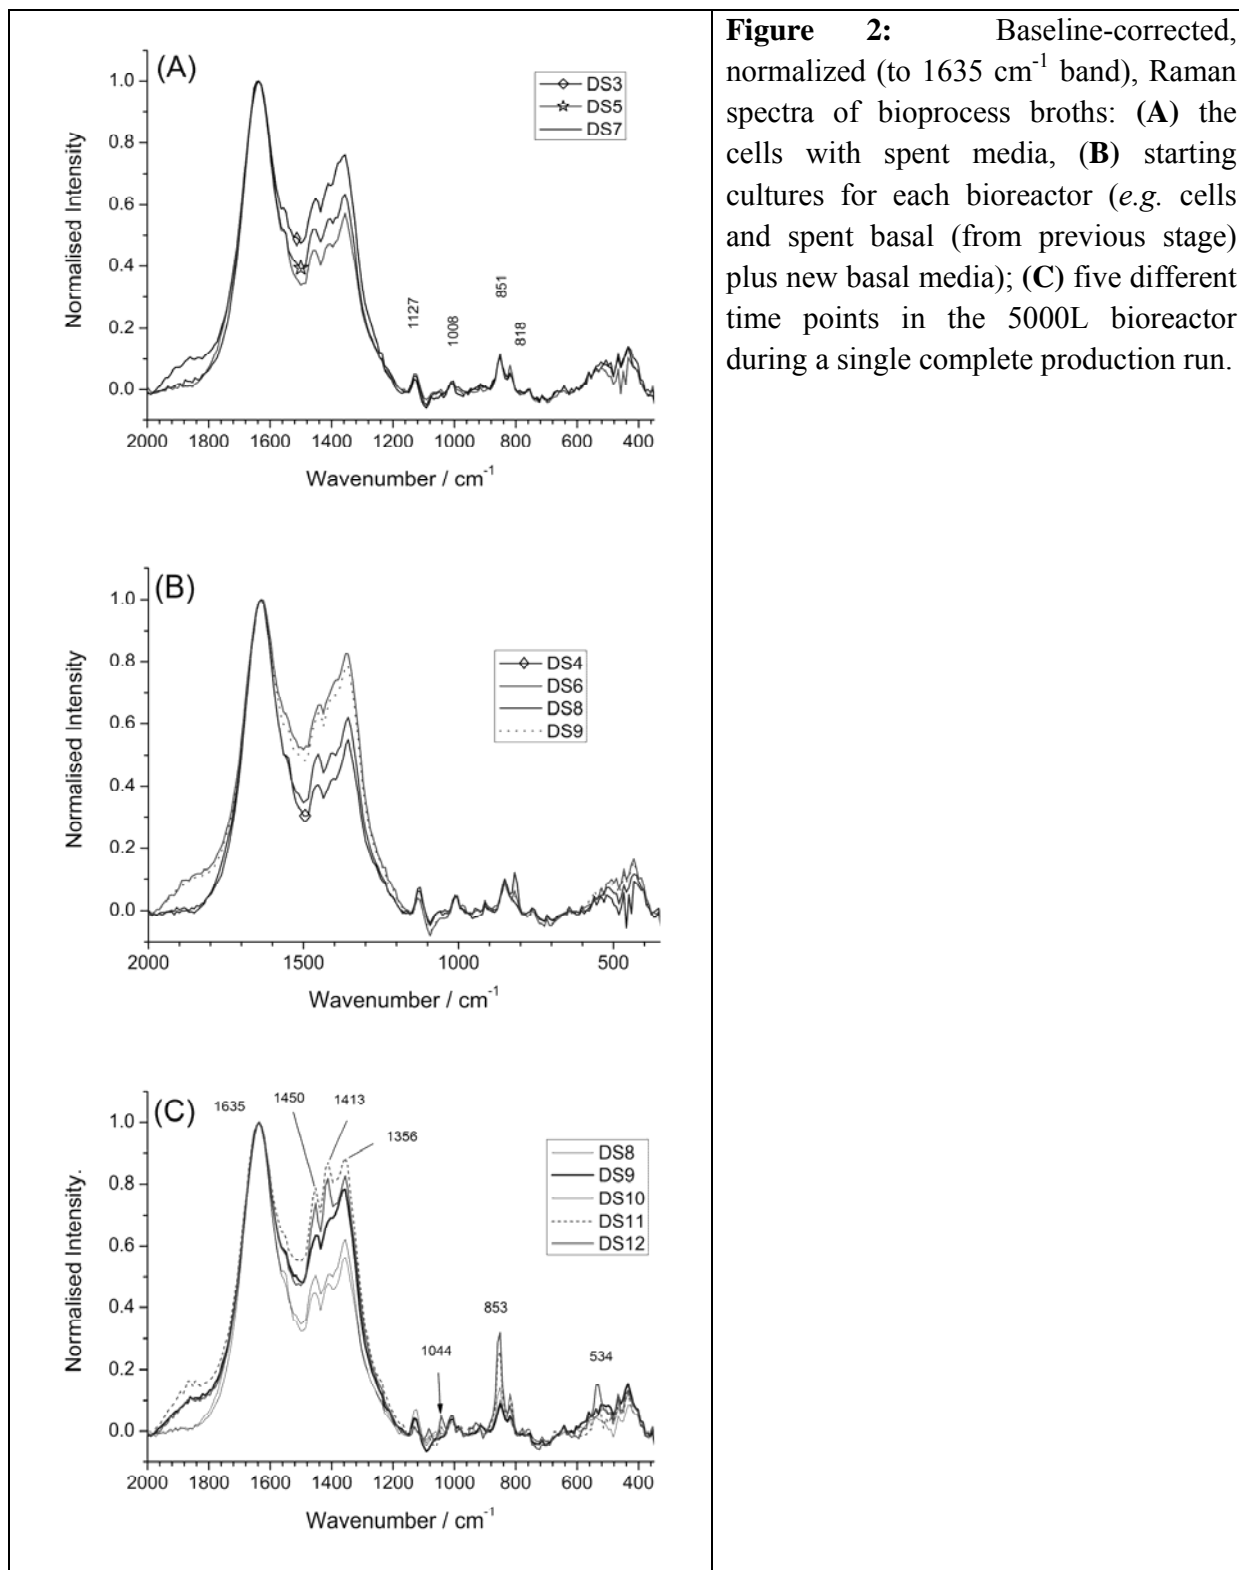 Figure 2: Baseline-corrected,
normalized (to 1635 cm-1 band), Raman
spectra of bioprocess broths: (A) the
cells with spent media, (B) starting
cultures for each bioreactor (e.g. cells
and spent basal (from previous stage)
plus new basal media); (C) five different
time points in the 5000L bioreactor
during a single complete production run.
(A)
DS3
DS5
DS7
Normalised Intensity
1.0
0.8
0.6
0.4
0.2
0.0
1127
1008
851
818
2000 1800 1600 1400 1200 1000 800 600 400
Wavenumber / cm-1
(B)
DS4
DS6
DS8
DS9
Normalised Intensity
1.0
0.8
0.6
0.4
0.2
0.0
2000 1500 1000 500
Wavenumber / cm-1
(C)
1635
1450
1413
1356
DS8
DS9
DS10
DS11
DS12
Normalised Intensity.
1.0
0.8
0.6
0.4
0.2
0.0
1044
853
534
2000 1800 1600 1400 1200 1000 800 600 400
Wavenumber / cm-1